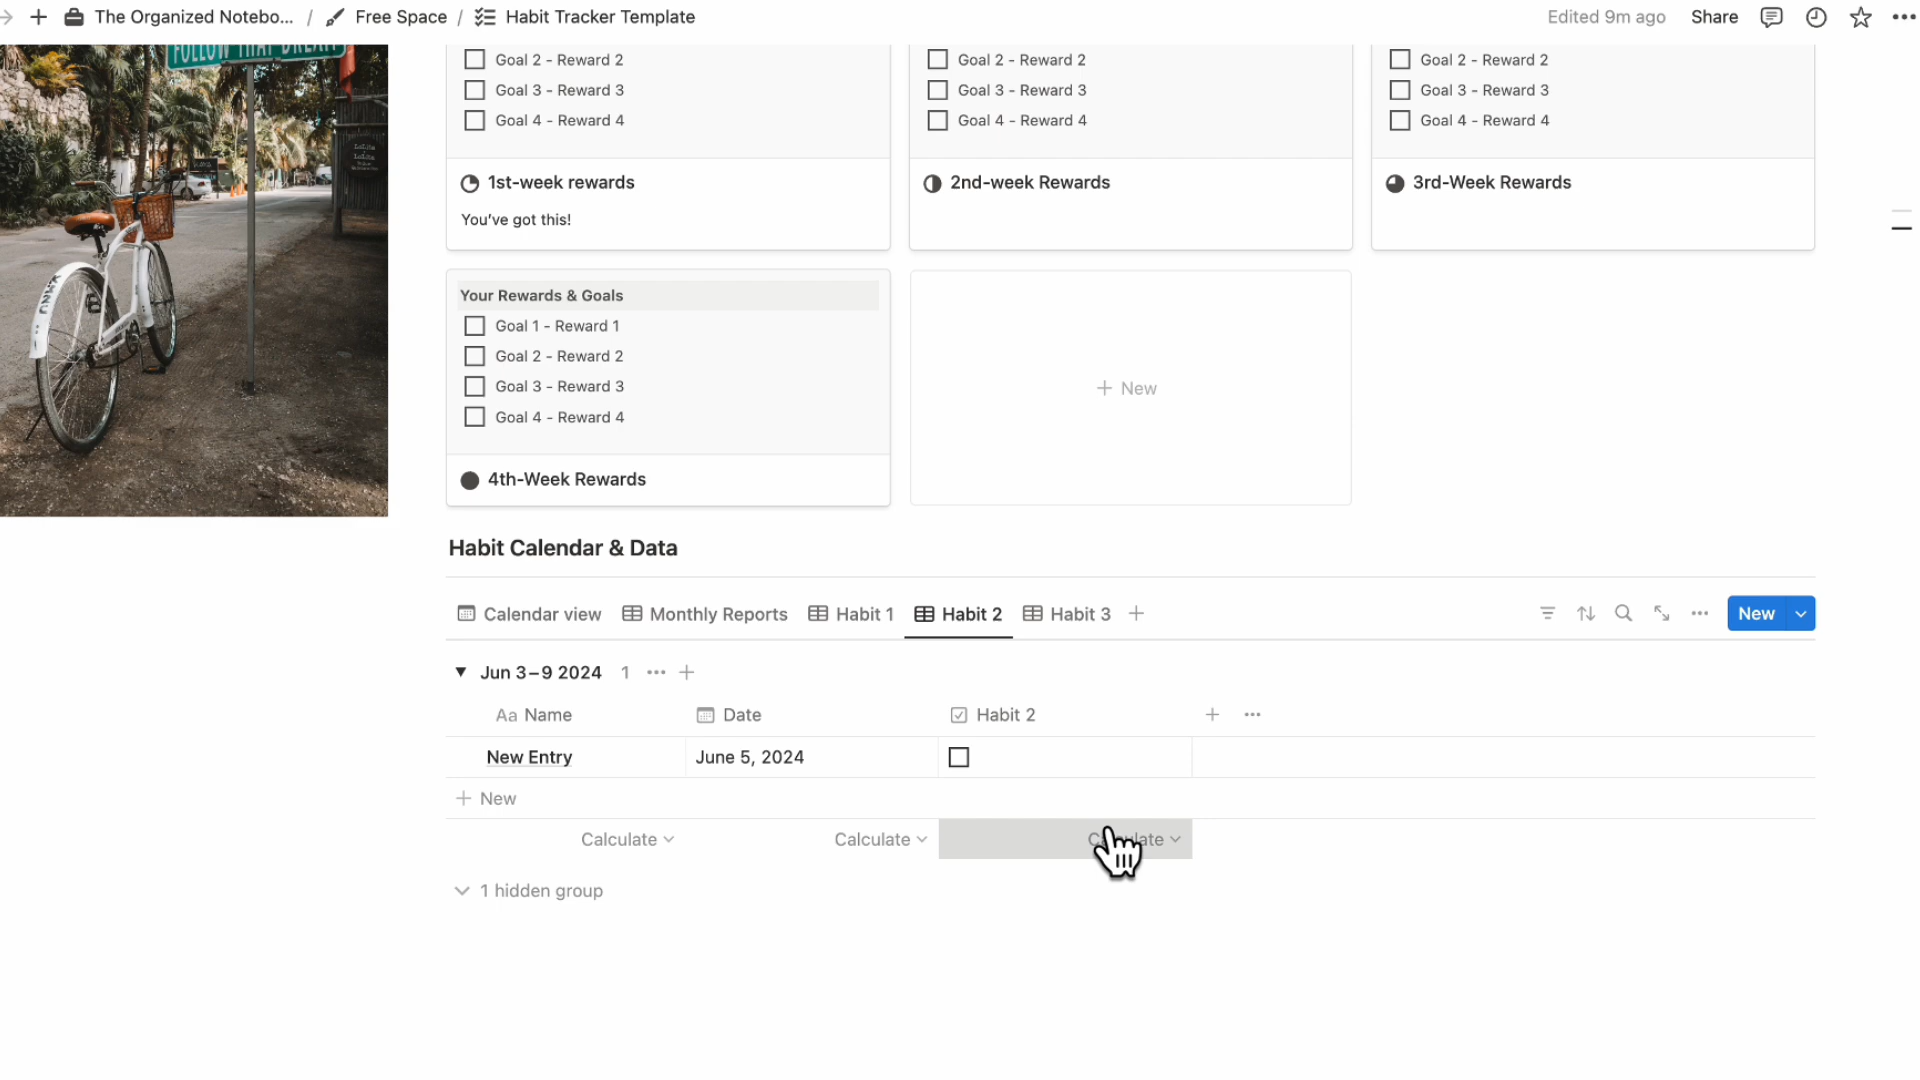 The Organized Notebo... / Free Space / Habit Tracker Template
Edited 9m ago Share
FOLLOW THAT DREAM
Goal 2 - Reward 2
Goal 3 - Reward 3
Goal 4 - Reward 4
1st-week rewards
You've got this!
Goal 2 - Reward 2
Goal 3 - Reward 3
Goal 4 - Reward 4
2nd-week Rewards
Goal 2 - Reward 2
Goal 3 - Reward 3
Goal 4 - Reward 4
3rd-Week Rewards
Your Rewards & Goals
Goal 1 - Reward 1
Goal 2 - Reward 2
Goal 3 - Reward 3
Goal 4 - Reward 4
4th-Week Rewards
+ New
Habit Calendar & Data
Calendar view Monthly Reports Habit 1 Habit 2 Habit 3 +
New
Jun 3–9 2024 1 ... +
Aa Name Date Habit 2 + ...
New Entry June 5, 2024
+ New
Calculate Calculate
1 hidden group